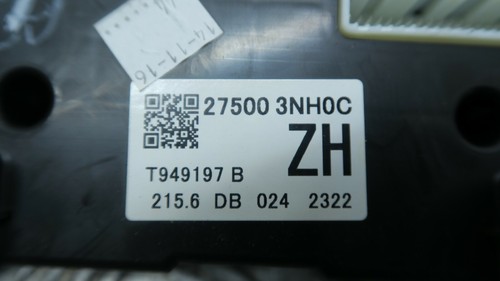 14-11-16
27500 3NH0C
ZH
T949197 B
215.6 DB 024 2322